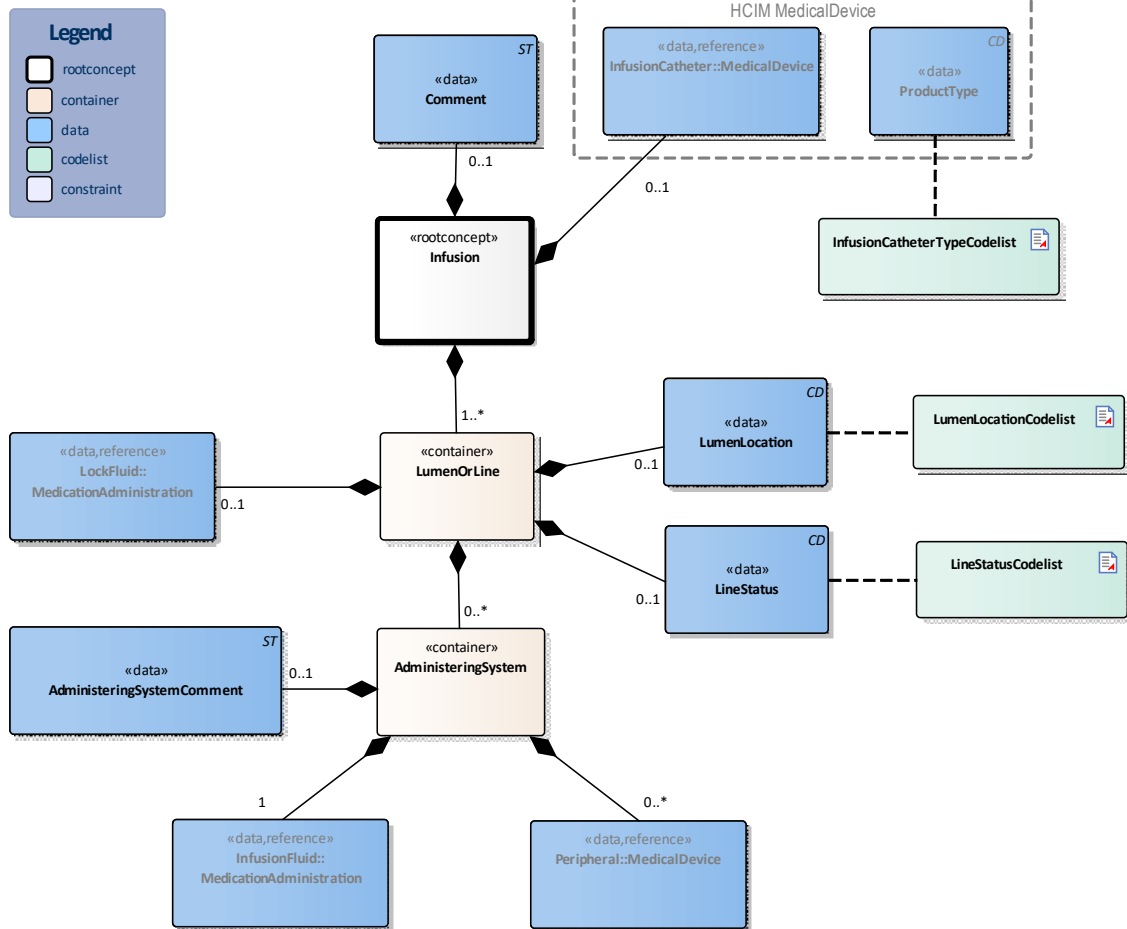 HCIM MedicalDevice
Legend
rootconcept
container
data
codelist
constraint
ST
«data»
Comment
«data,reference»
InfusionCatheter::MedicalDevice
CD
«data»
ProductType
0..1
0..1
«rootconcept»
Infusion
InfusionCatheterTypeCodelist
1..*
CD
«data»
LumenLocation
0..1
LumenLocationCodelist
«data,reference»
LockFluid::
MedicationAdministration
0..1
«container»
LumenOrLine
CD
«data»
LineStatus
0..1
LineStatusCodelist
0..*
ST
«data»
AdministeringSystemComment
0..1
«container»
AdministeringSystem
1
0..*
«data,reference»
InfusionFluid::
MedicationAdministration
«data,reference»
Peripheral::MedicalDevice